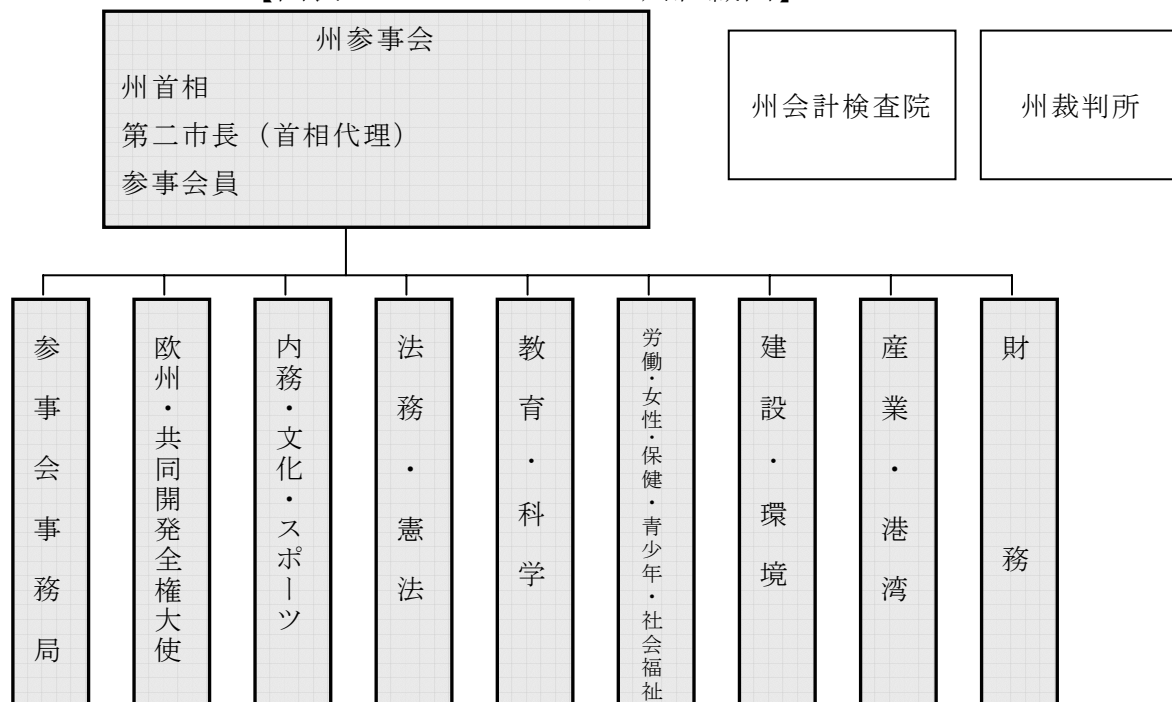 州参事会
州首相
第二市長（首相代理）
参事会員
州会計検査院
州裁判所
参事会事務局
欧州・共同開発全権大使
内務・文化・スポーツ
法務・憲法
教育・科学
労働・女性・保健・青少年・社会福祉
建設・環境
産業・港湾
財務